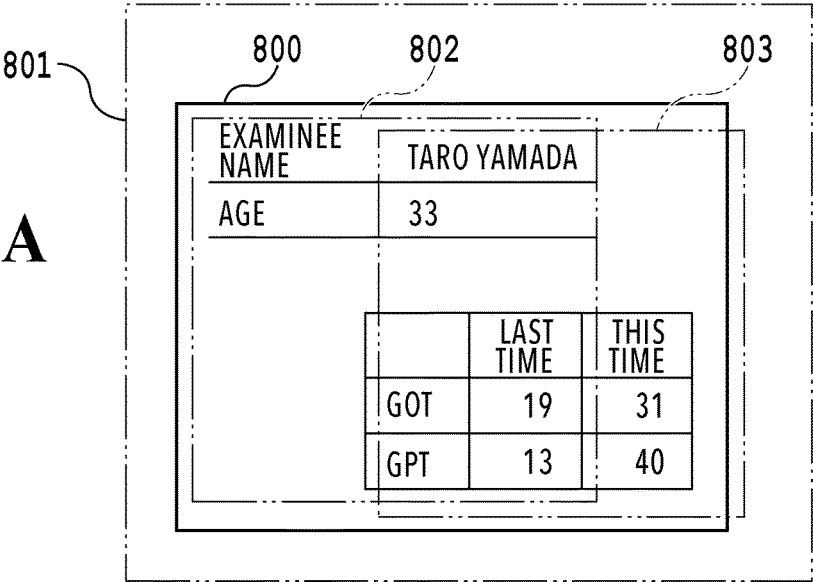 801
800
802
803
A
EXAMINEE
NAME
TARO YAMADA
AGE 33
LAST
TIME
THIS
TIME
GOT 19 31
GPT 13 40